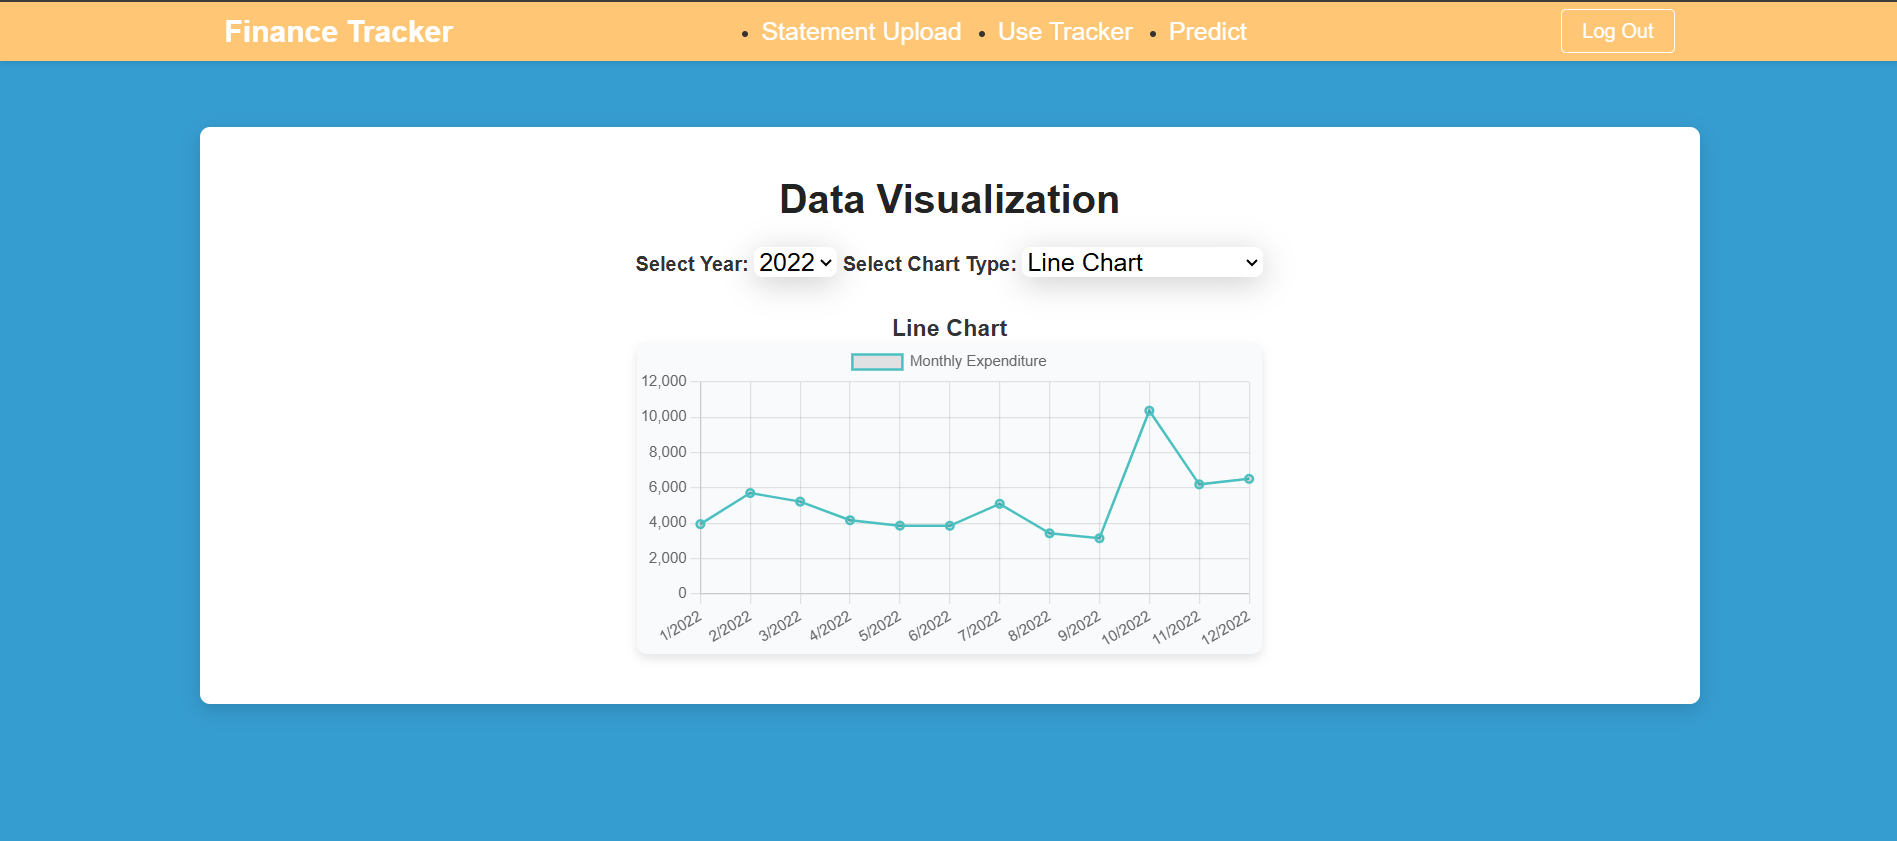 Finance Tracker
• Statement Upload • Use Tracker • Predict
Log Out
Data Visualization
Select Year: 2022 Select Chart Type: Line Chart
Line Chart
Monthly Expenditure
12,000
10,000
8,000
6,000
4,000
2,000
0
1/2022 2/2022 3/2022 4/2022 5/2022 6/2022 7/2022 8/2022 9/2022 10/2022 11/2022 12/2022